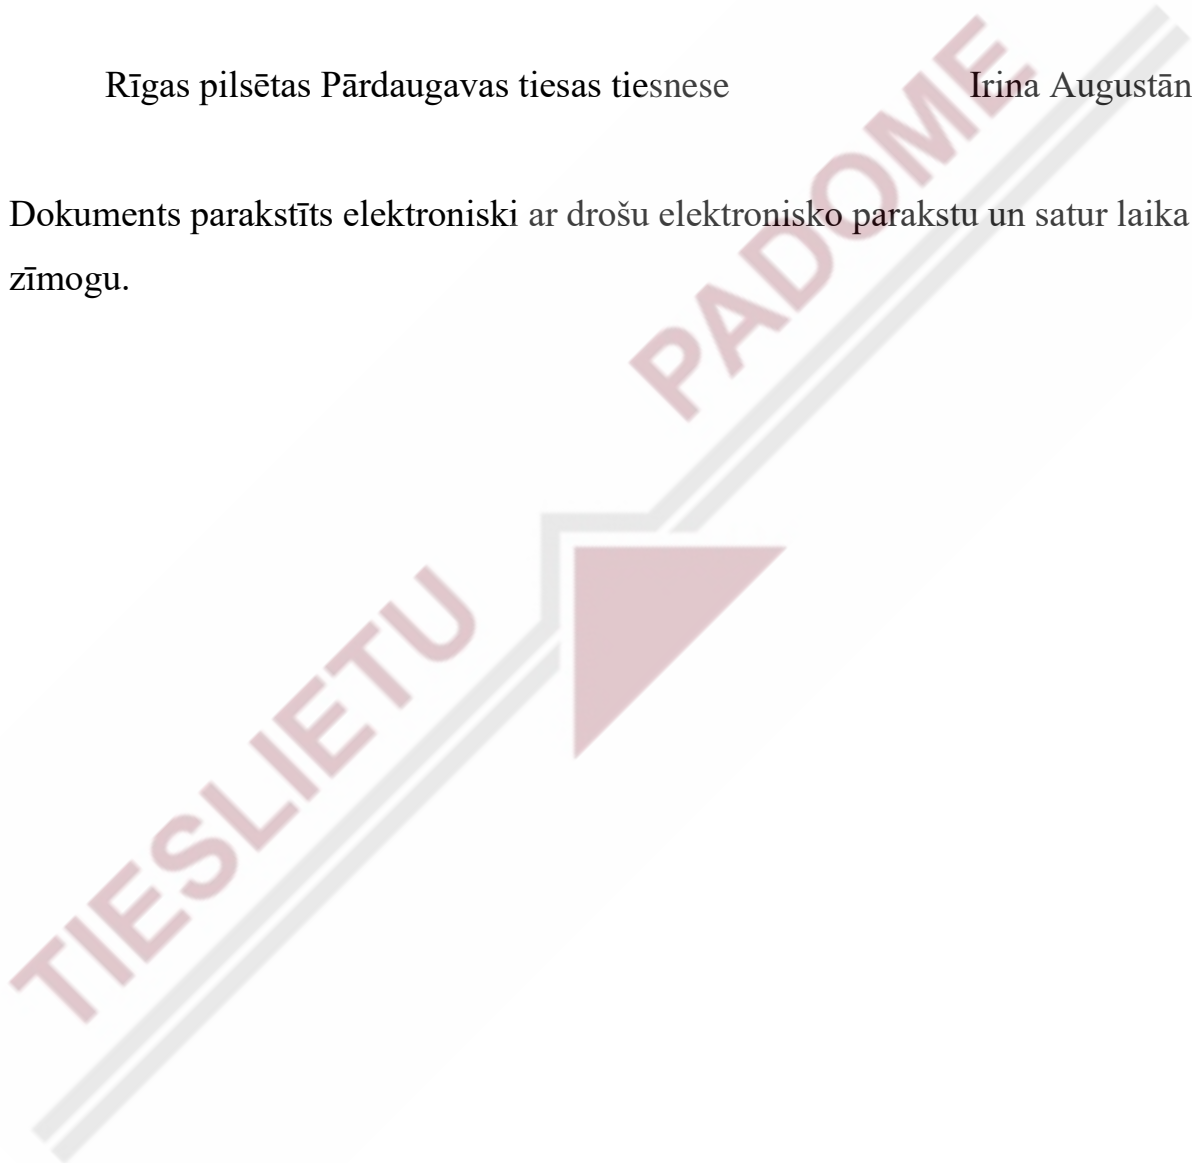 Rīgas pilsētas Pārdaugavas tiesas tiesnese Irina Augustān
Dokuments parakstīts elektroniski ar drošu elektronisko parakstu un satur laika
zīmogu.
TIESLIETU PADOME